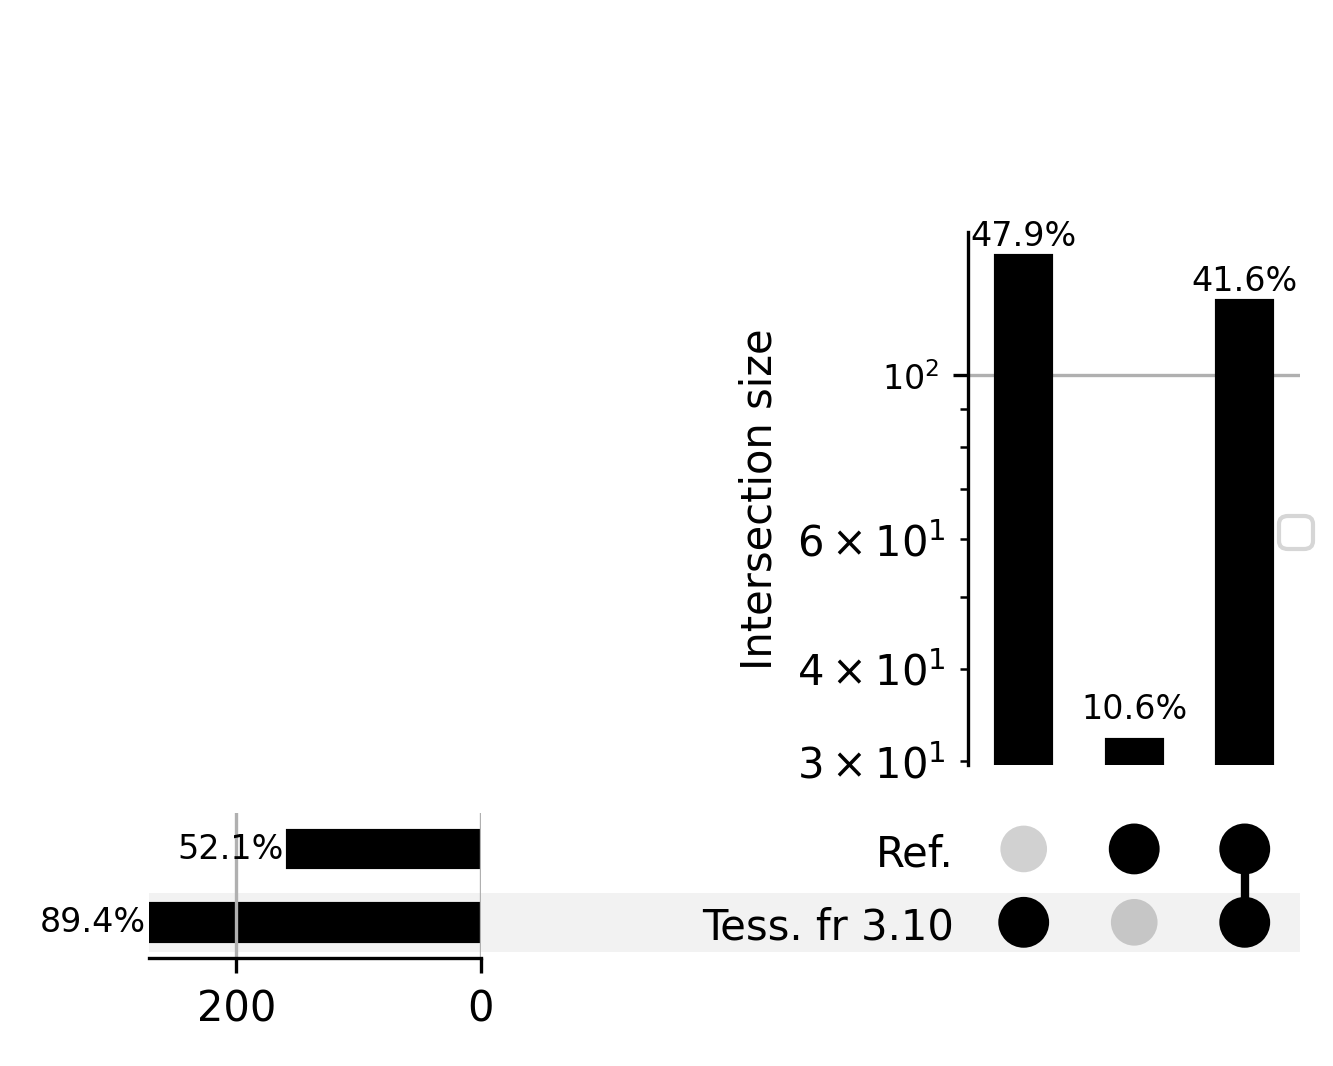 47.9%
41.6%
10²
Intersection size
6 × 10¹
4 × 10¹
10.6%
3 × 10¹
52.1%
Ref.
89.4%
Tess. fr 3.10
200 0